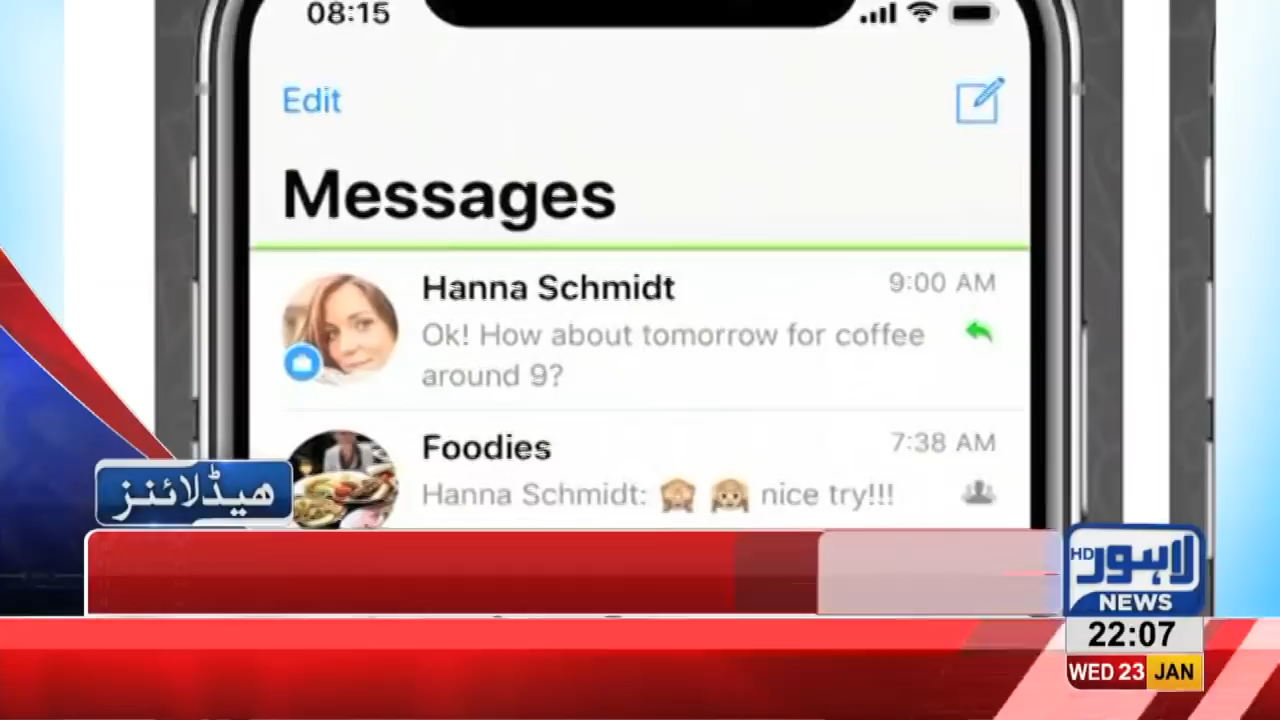 08:15
Edit
Messages
Hanna Schmidt
9:00 AM
Ok! How about tomorrow for coffee
around 9?
Foodies
7:38 AM
Hanna Schmidt: 🙈 🐵 nice try!!!
ہیڈلائنز
HD لاہور
NEWS
22:07
WED 23 JAN